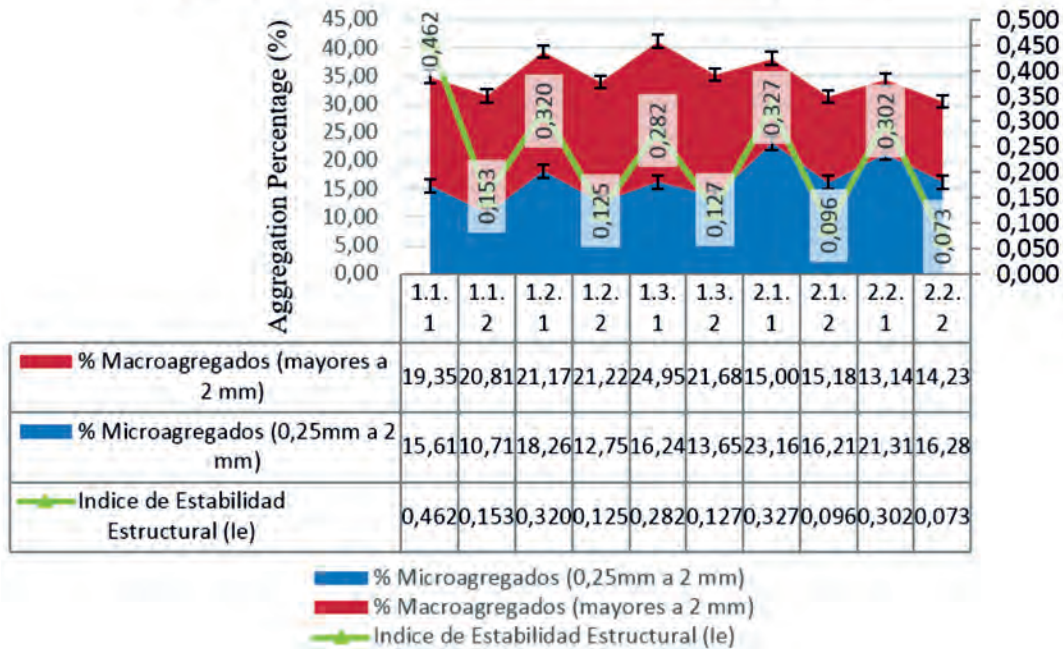 45,00
40,00
35,00
30,00
25,00
20,00
15,00
10,00
5,00
0,00
Aggregation Percentage (%)
0,462
0,153
0,320
0,125
0,282
0,127
0,327
0,096
0,302
0,073
0,500
0,450
0,400
0,350
0,300
0,250
0,200
0,150
0,100
0,050
0,000
1.1. 1.1. 1.2. 1.2. 1.3. 1.3. 2.1. 2.1. 2.2. 2.2.
1 2 1 2 1 2 1 2 1 2
% Macroagregados (mayores a
2 mm)
19,35 20,81 21,17 21,22 24,95 21,68 15,00 15,18 13,14 14,23
% Microagregados (0,25mm a 2
mm)
15,61 10,71 18,26 12,75 16,24 13,65 23,16 16,21 21,31 16,28
Indice de Estabilidad
Estructural (Ie)
0,462 0,153 0,320 0,125 0,282 0,127 0,327 0,096 0,302 0,073
% Microagregados (0,25mm a 2 mm)
% Macroagregados (mayores a 2 mm)
Indice de Estabilidad Estructural (Ie)